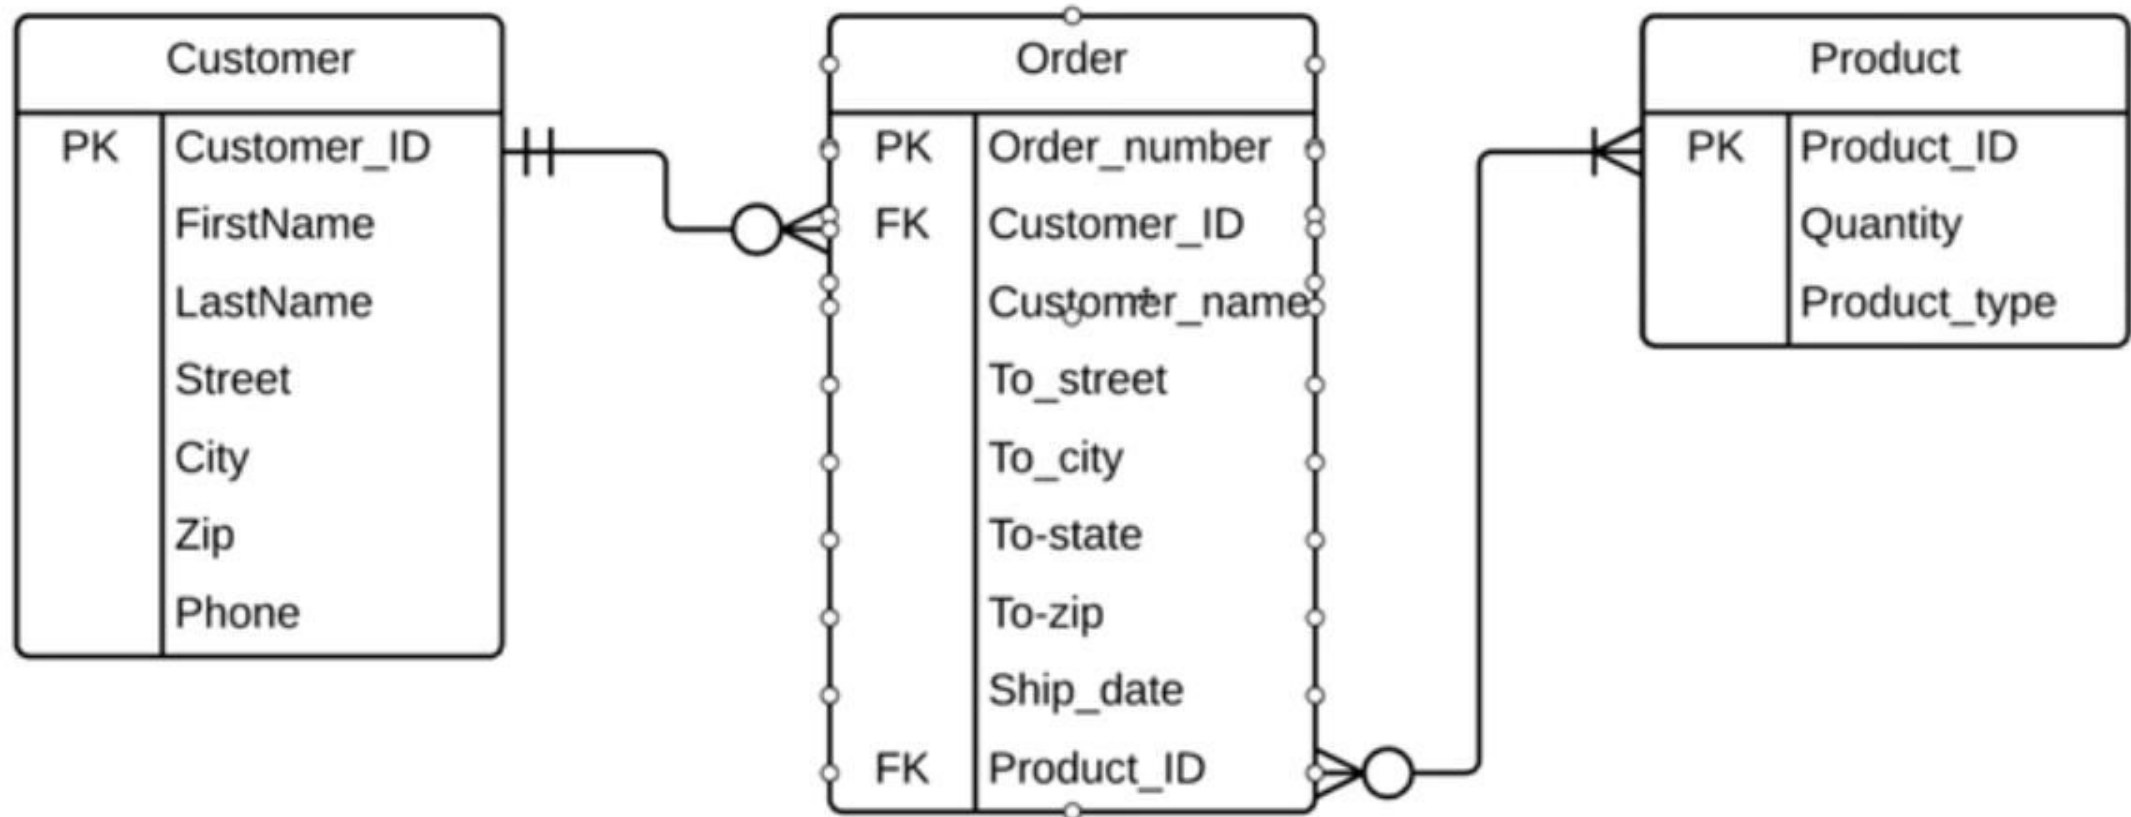 Customer
PK Customer_ID
FirstName
LastName
Street
City
Zip
Phone
Order
PK Order_number
FK Customer_ID
Customer_name
To_street
To_city
To-state
To-zip
Ship_date
FK Product_ID
Product
PK Product_ID
Quantity
Product_type